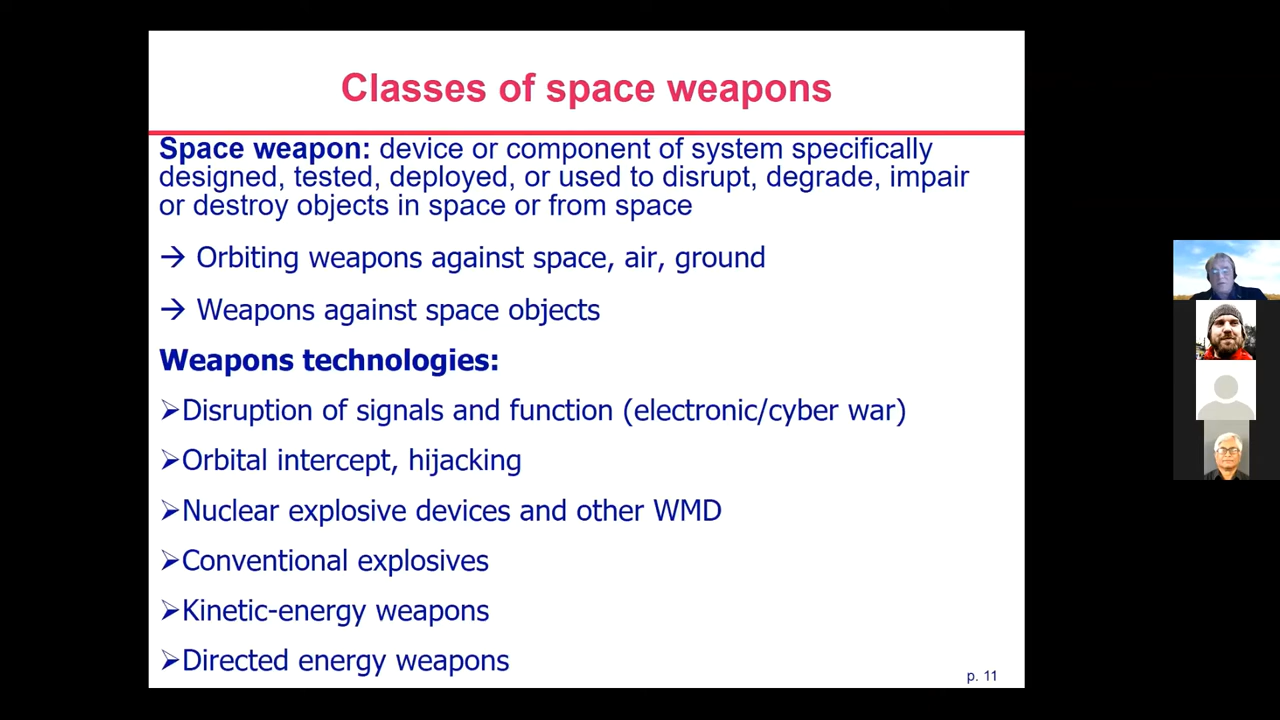 Classes of space weapons
Space weapon: device or component of system specifically
designed, tested, deployed, or used to disrupt, degrade, impair
or destroy objects in space or from space
→ Orbiting weapons against space, air, ground
→ Weapons against space objects
Weapons technologies:
➢Disruption of signals and function (electronic/cyber war)
➢Orbital intercept, hijacking
➢Nuclear explosive devices and other WMD
➢Conventional explosives
➢Kinetic-energy weapons
➢Directed energy weapons
p. 11